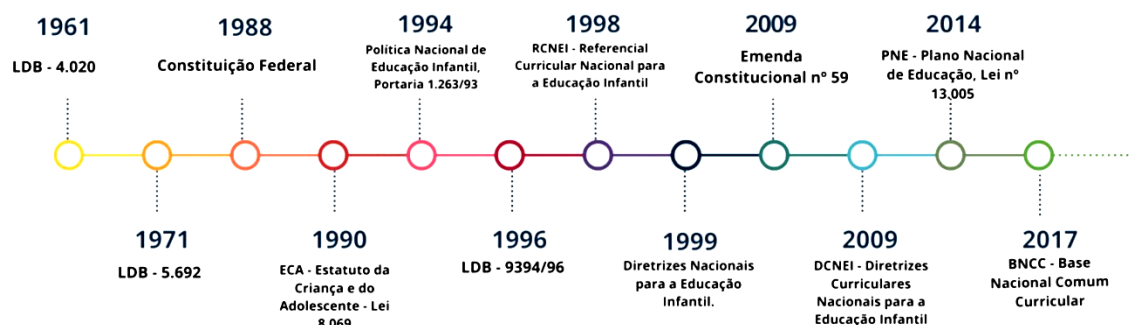 1961
LDB - 4.020
1988
Constituição Federal
1994
Política Nacional de
Educação Infantil,
Portaria 1.263/93
1998
RCNEI - Referencial
Curricular Nacional para
a Educação Infantil
2009
Emenda
Constitucional nº 59
2014
PNE - Plano Nacional
de Educação, Lei nº
13.005
1971
LDB - 5.692
1990
ECA - Estatuto da
Criança e do
Adolescente - Lei
8.069
1996
LDB - 9394/96
1999
Diretrizes Nacionais
para a Educação
Infantil.
2009
DCNEI - Diretrizes
Curriculares
Nacionais para a
Educação Infantil
2017
BNCC - Base
Nacional Comum
Curricular